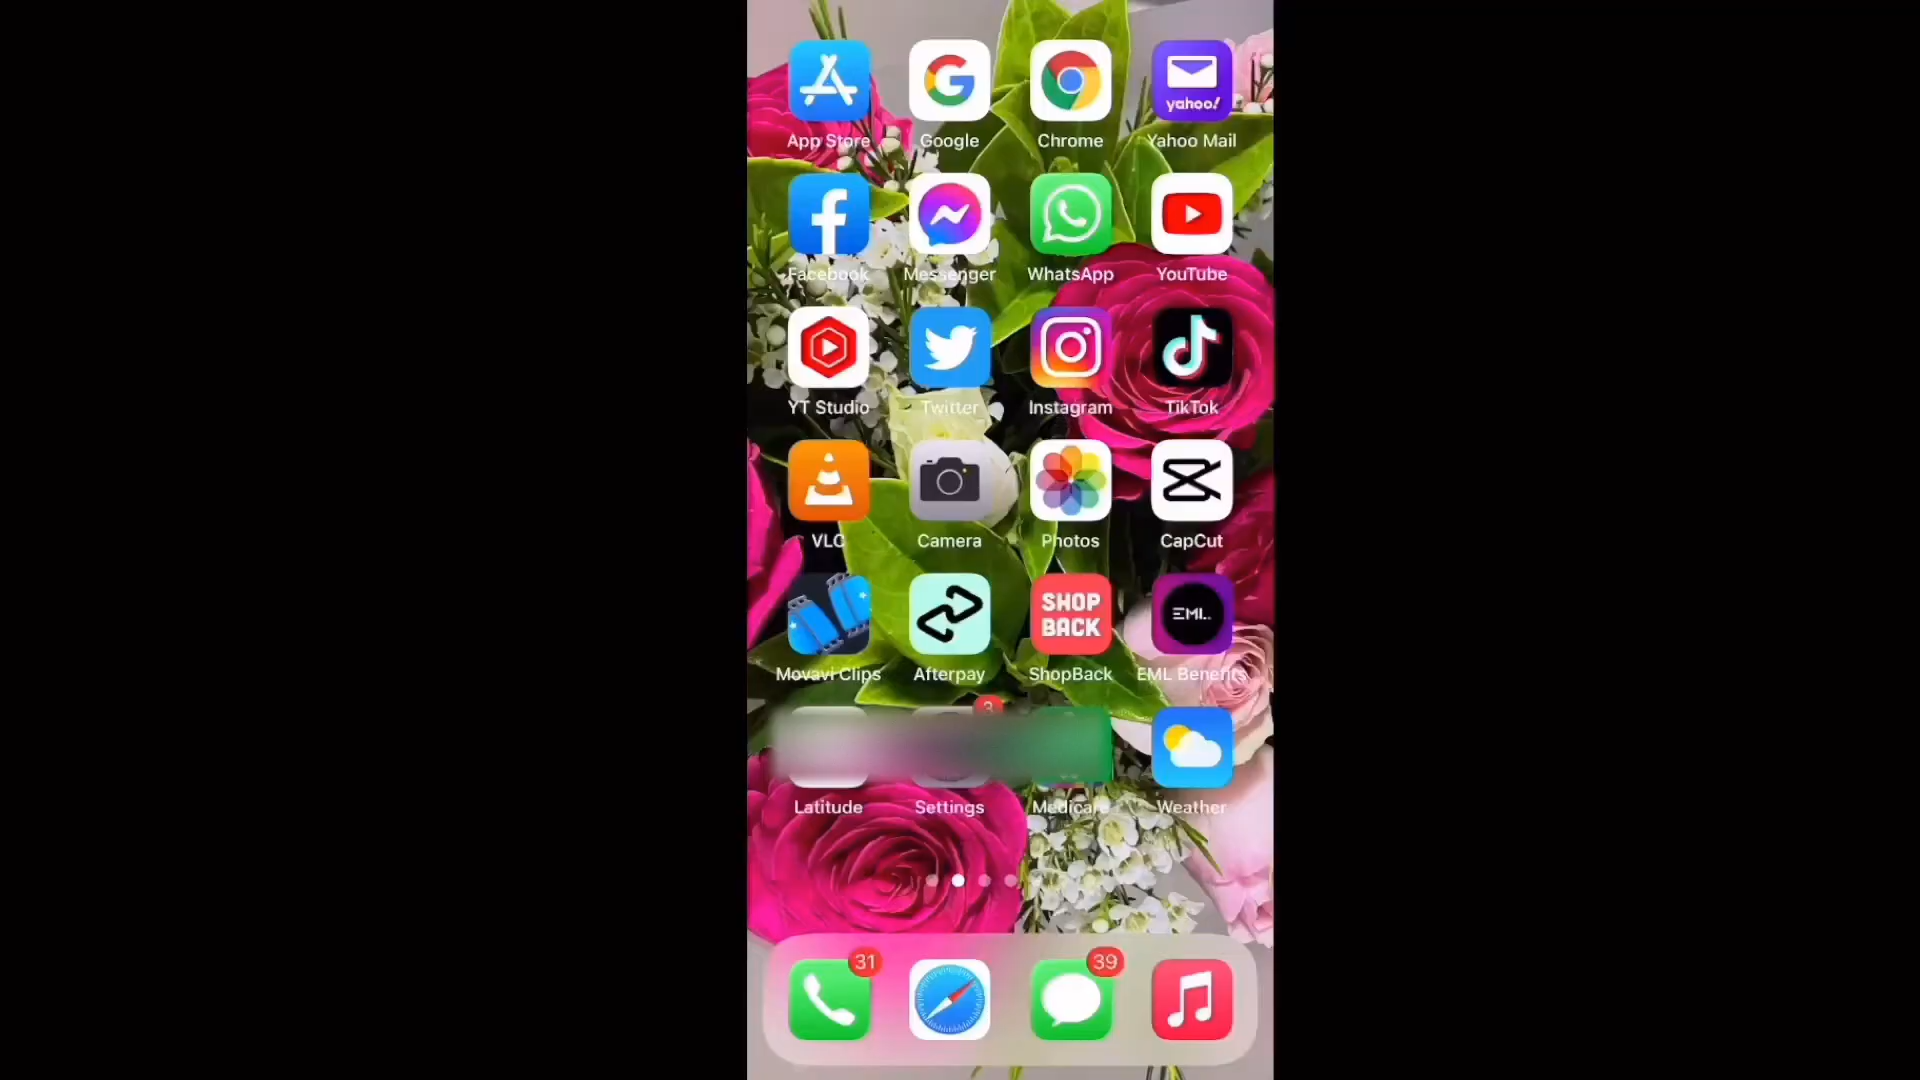 yahoo!
App Store Google Chrome Yahoo Mail
Facebook Messenger WhatsApp YouTube
YT Studio Twitter Instagram TikTok
VLC Camera Photos CapCut
SHOP
BACK
EML
Movavi Clips Afterpay ShopBack EML Benefits
3
Latitude Settings Medicare Weather
31 39